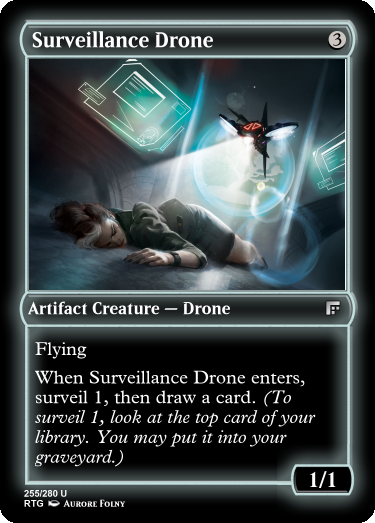 Surveillance Drone
3
Artifact Creature — Drone
Flying
When Surveillance Drone enters,
surveil 1, then draw a card. (To
surveil 1, look at the top card of your
library. You may put it into your
graveyard.)
1/1
255/280 U
RTG Aurore Folny